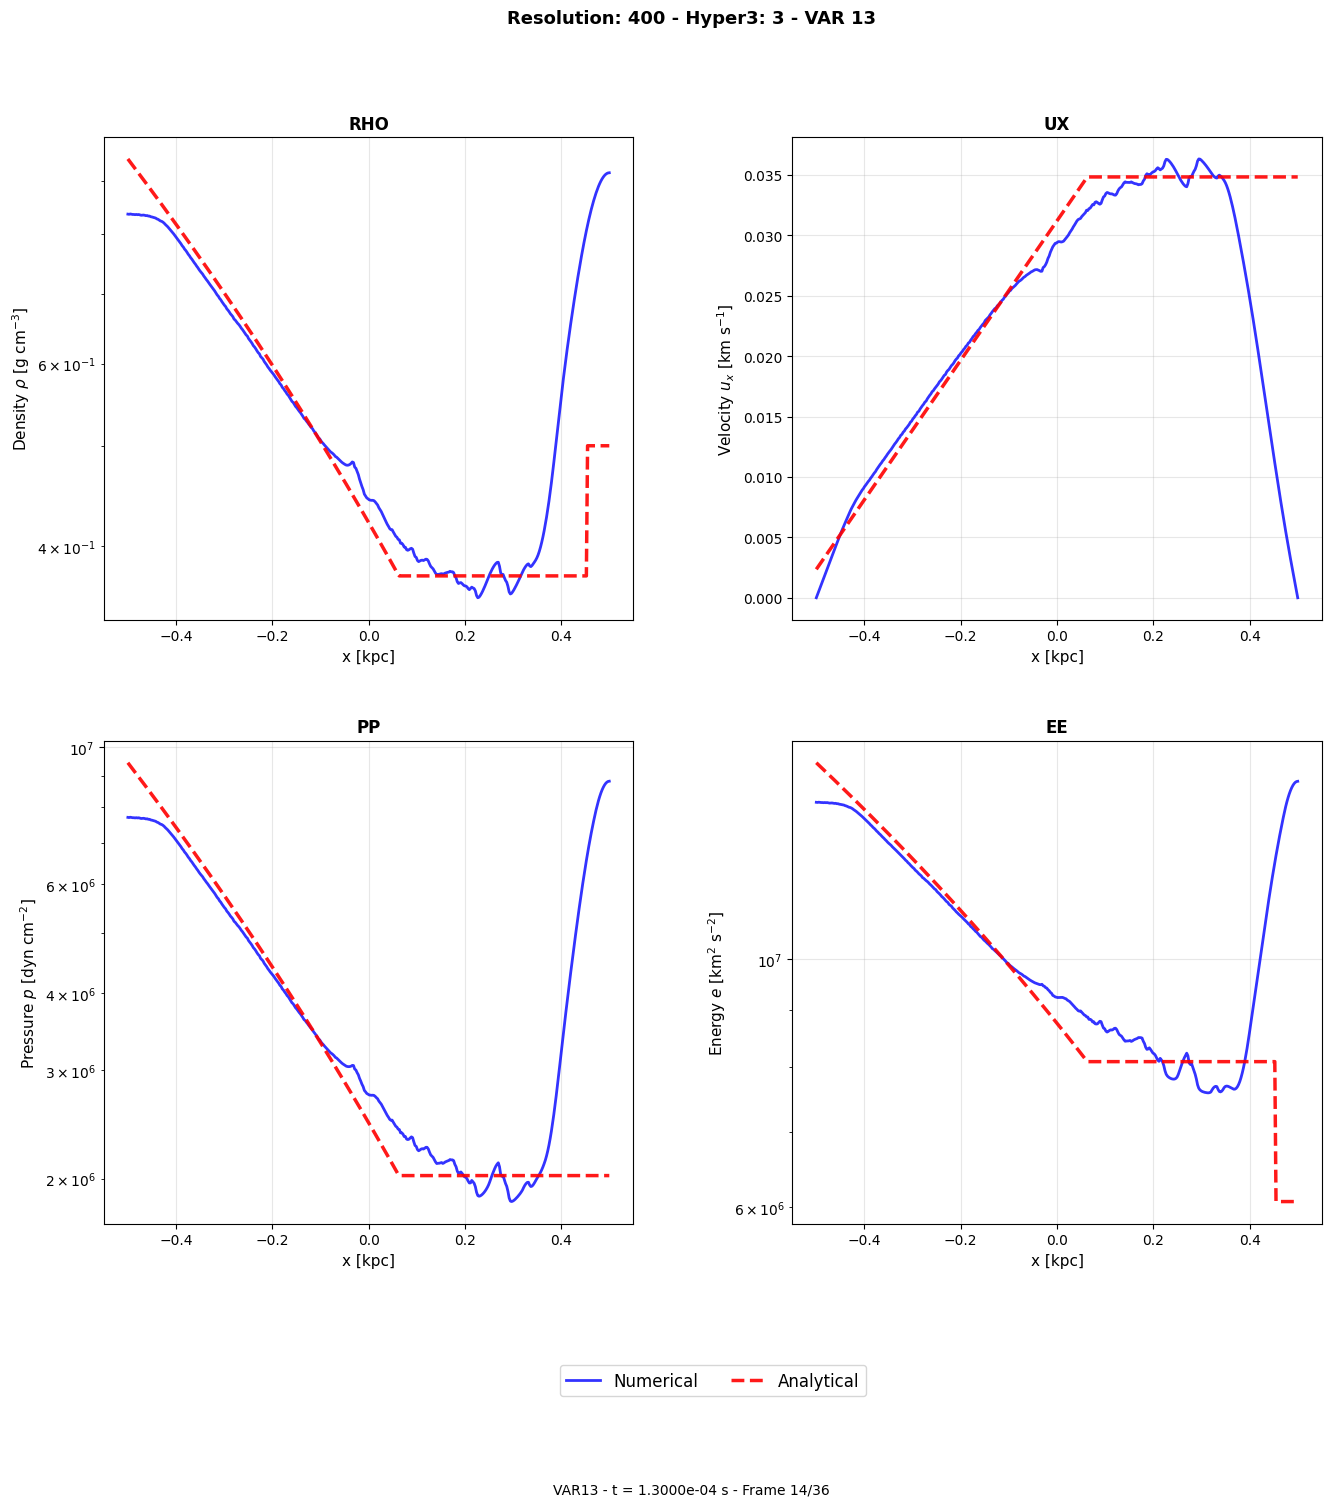 Resolution: 400 - Hyper3: 3 - VAR 13
RHO
Density ρ [g cm⁻³]
6 × 10⁻¹
4 × 10⁻¹
−0.4 −0.2 0.0 0.2 0.4
x [kpc]
UX
Velocity uₓ [km s⁻¹]
0.035
0.030
0.025
0.020
0.015
0.010
0.005
0.000
−0.4 −0.2 0.0 0.2 0.4
x [kpc]
PP
Pressure p [dyn cm⁻²]
10⁷
6 × 10⁶
4 × 10⁶
3 × 10⁶
2 × 10⁶
−0.4 −0.2 0.0 0.2 0.4
x [kpc]
EE
Energy e [km² s⁻²]
10⁷
6 × 10⁶
−0.4 −0.2 0.0 0.2 0.4
x [kpc]
Numerical Analytical
VAR13 - t = 1.3000e-04 s - Frame 14/36